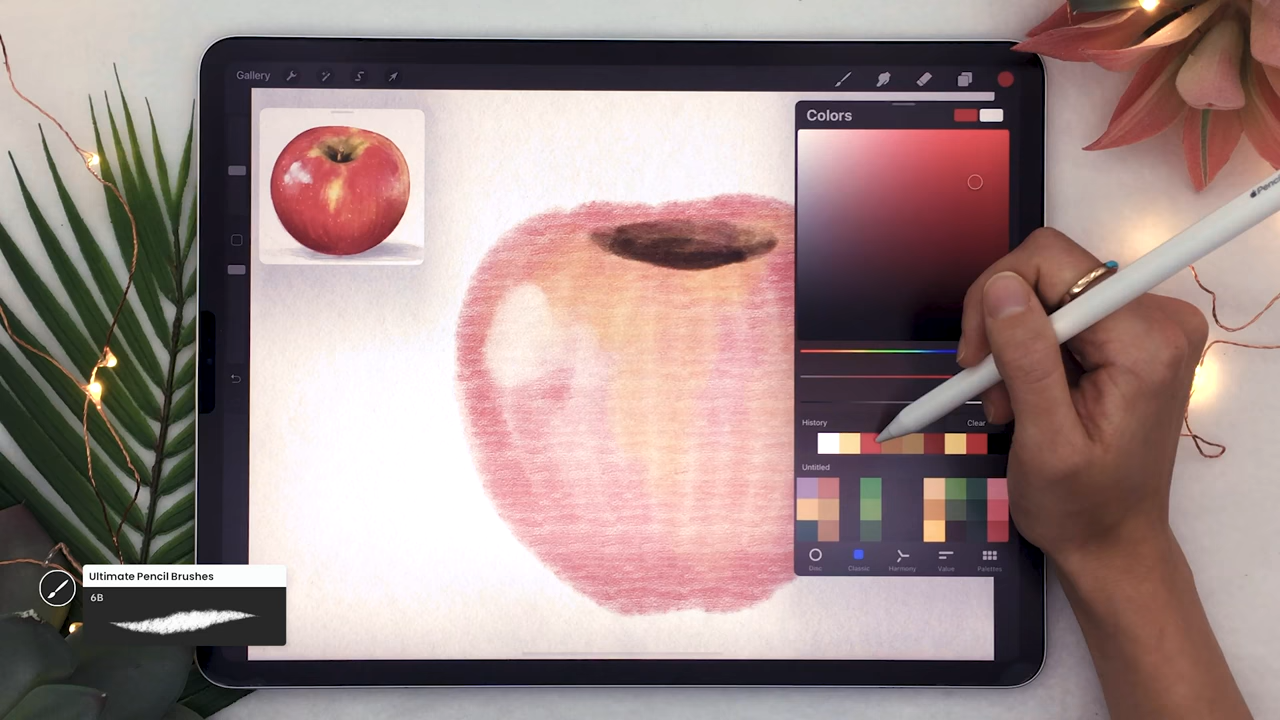 Gallery
Colors
History
Clear
Untitled
Disc
Classic
Harmony
Value
Palettes
Ultimate Pencil Brushes
6B